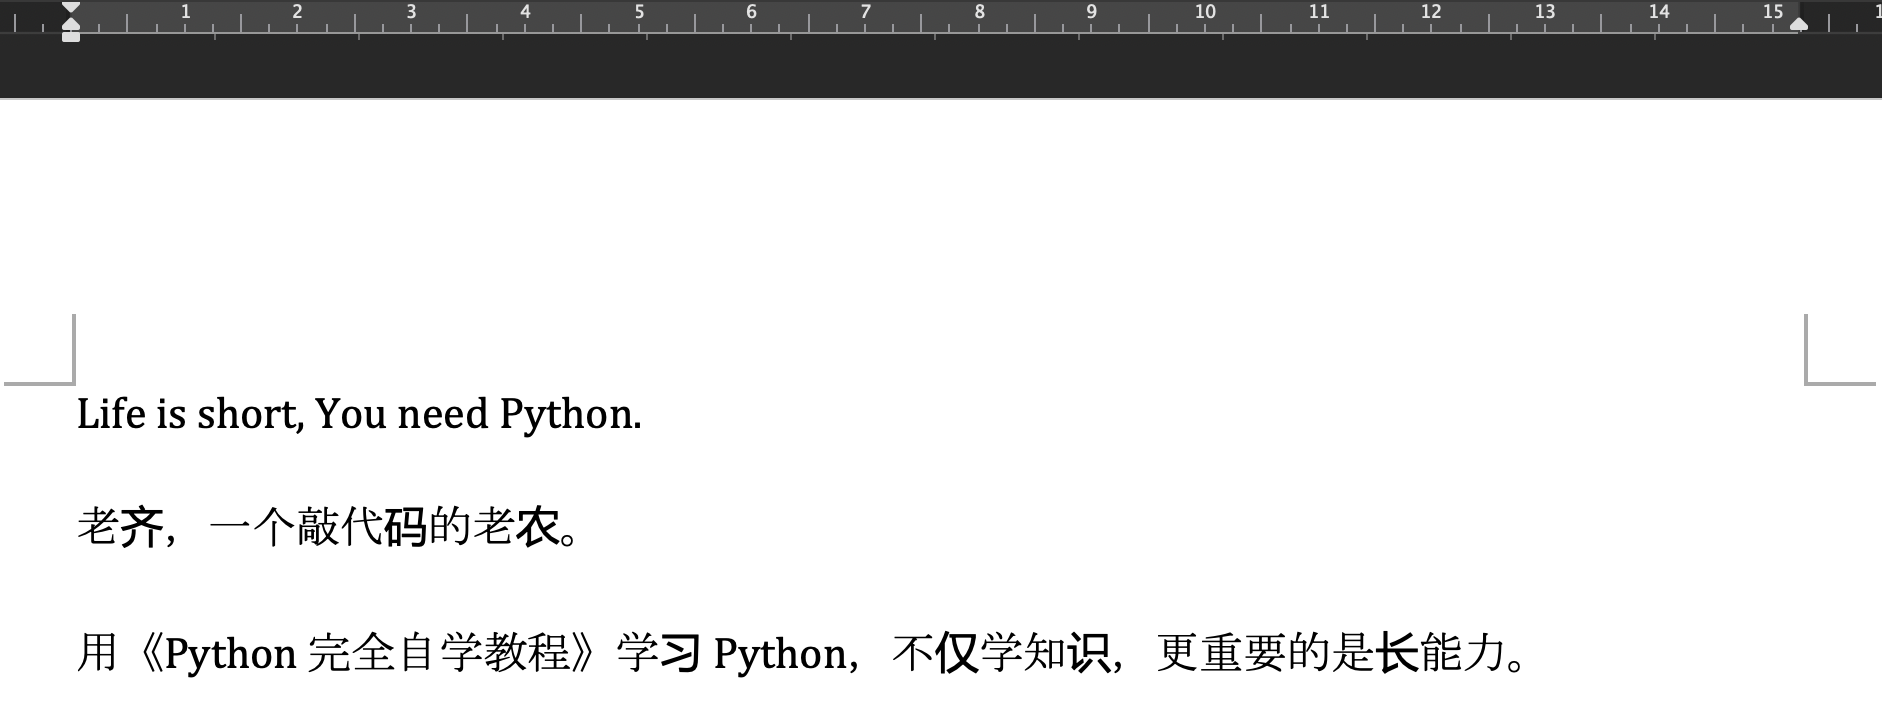 1 2 3 4 5 6 7 8 9 10 11 12 13 14 15
Life is short, You need Python.
老齐，一个敲代码的老农。
用《Python 完全自学教程》学习 Python，不仅学知识，更重要的是长能力。